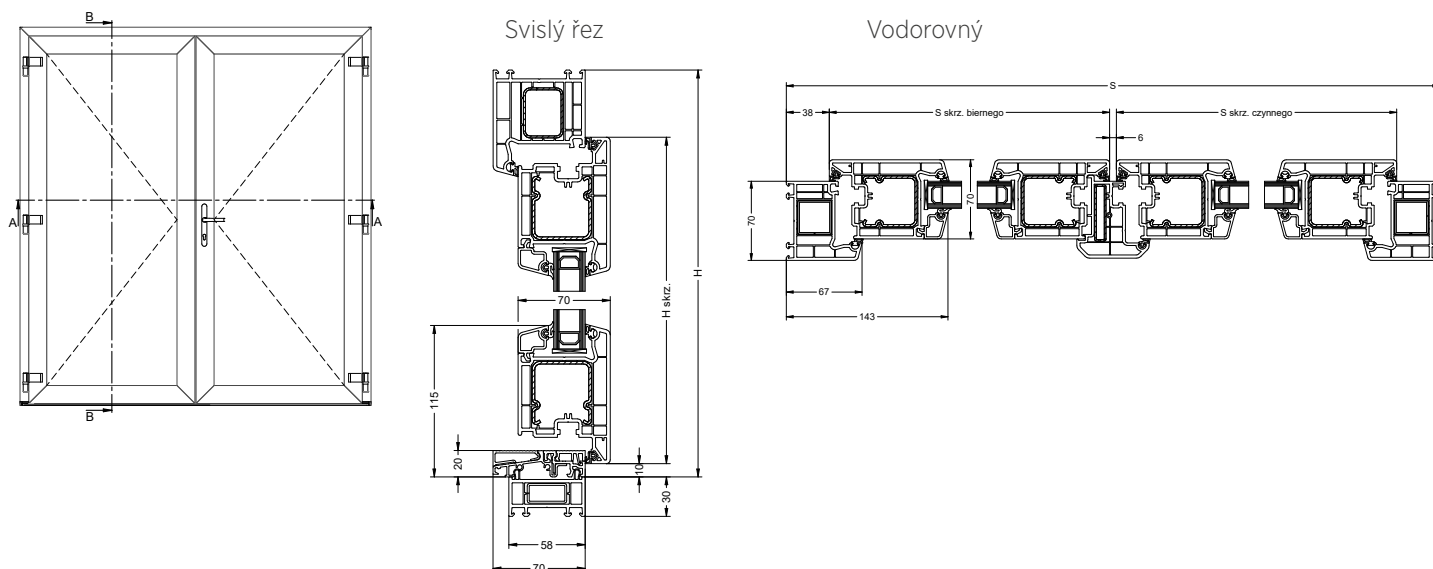 B
A
A
B
Svislý řez
70
115
20
10
30
58
70
H skrz.
H
Vodorovný
S
38
S skrz. biernego
S skrz. czynnego
6
70
70
67
143